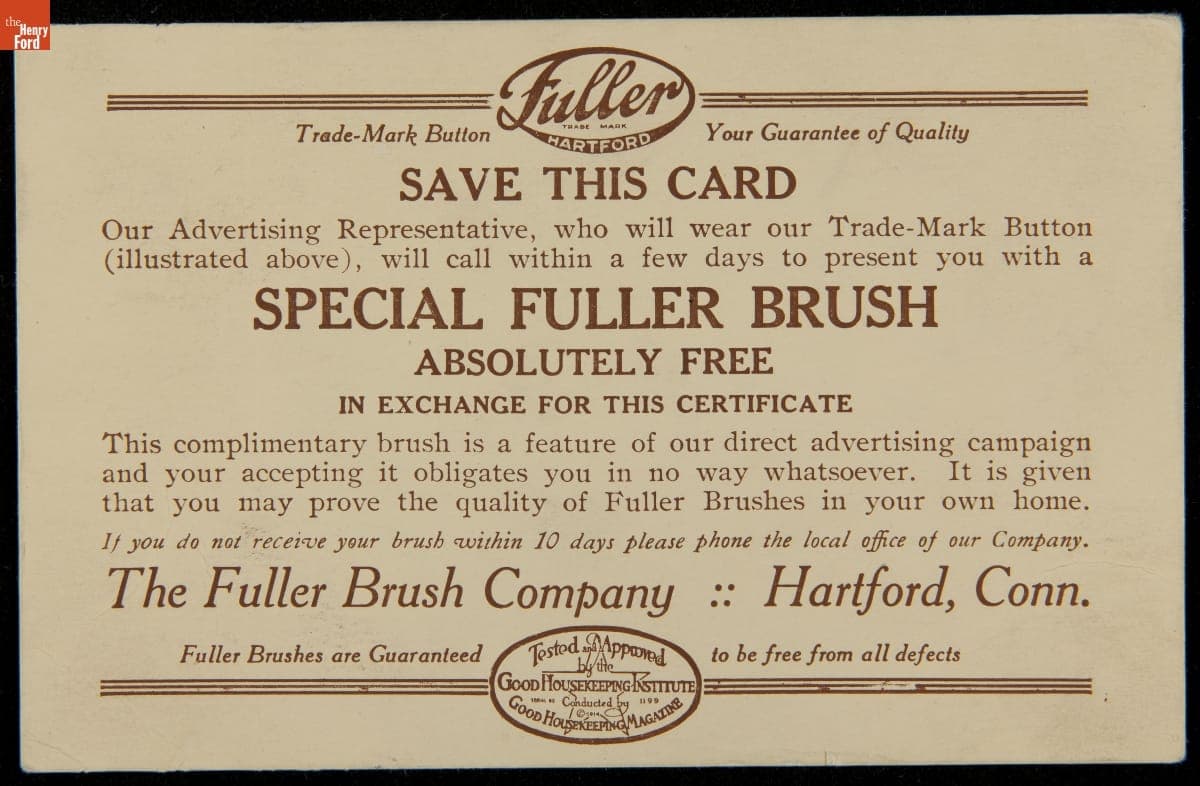 the
Henry
Ford
Fuller
TRADE MARK
HARTFORD
Trade-Mark Button Your Guarantee of Quality
SAVE THIS CARD
Our Advertising Representative, who will wear our Trade-Mark Button
(illustrated above), will call within a few days to present you with a
SPECIAL FULLER BRUSH
ABSOLUTELY FREE
IN EXCHANGE FOR THIS CERTIFICATE
This complimentary brush is a feature of our direct advertising campaign
and your accepting it obligates you in no way whatsoever. It is given
that you may prove the quality of Fuller Brushes in your own home.
If you do not receive your brush within 10 days please phone the local office of our Company.
The Fuller Brush Company :: Hartford, Conn.
Fuller Brushes are Guaranteed to be free from all defects
Tested and Approved
by the
GOOD HOUSEKEEPING INSTITUTE
Conducted by 1199
GOOD HOUSEKEEPING MAGAZINE